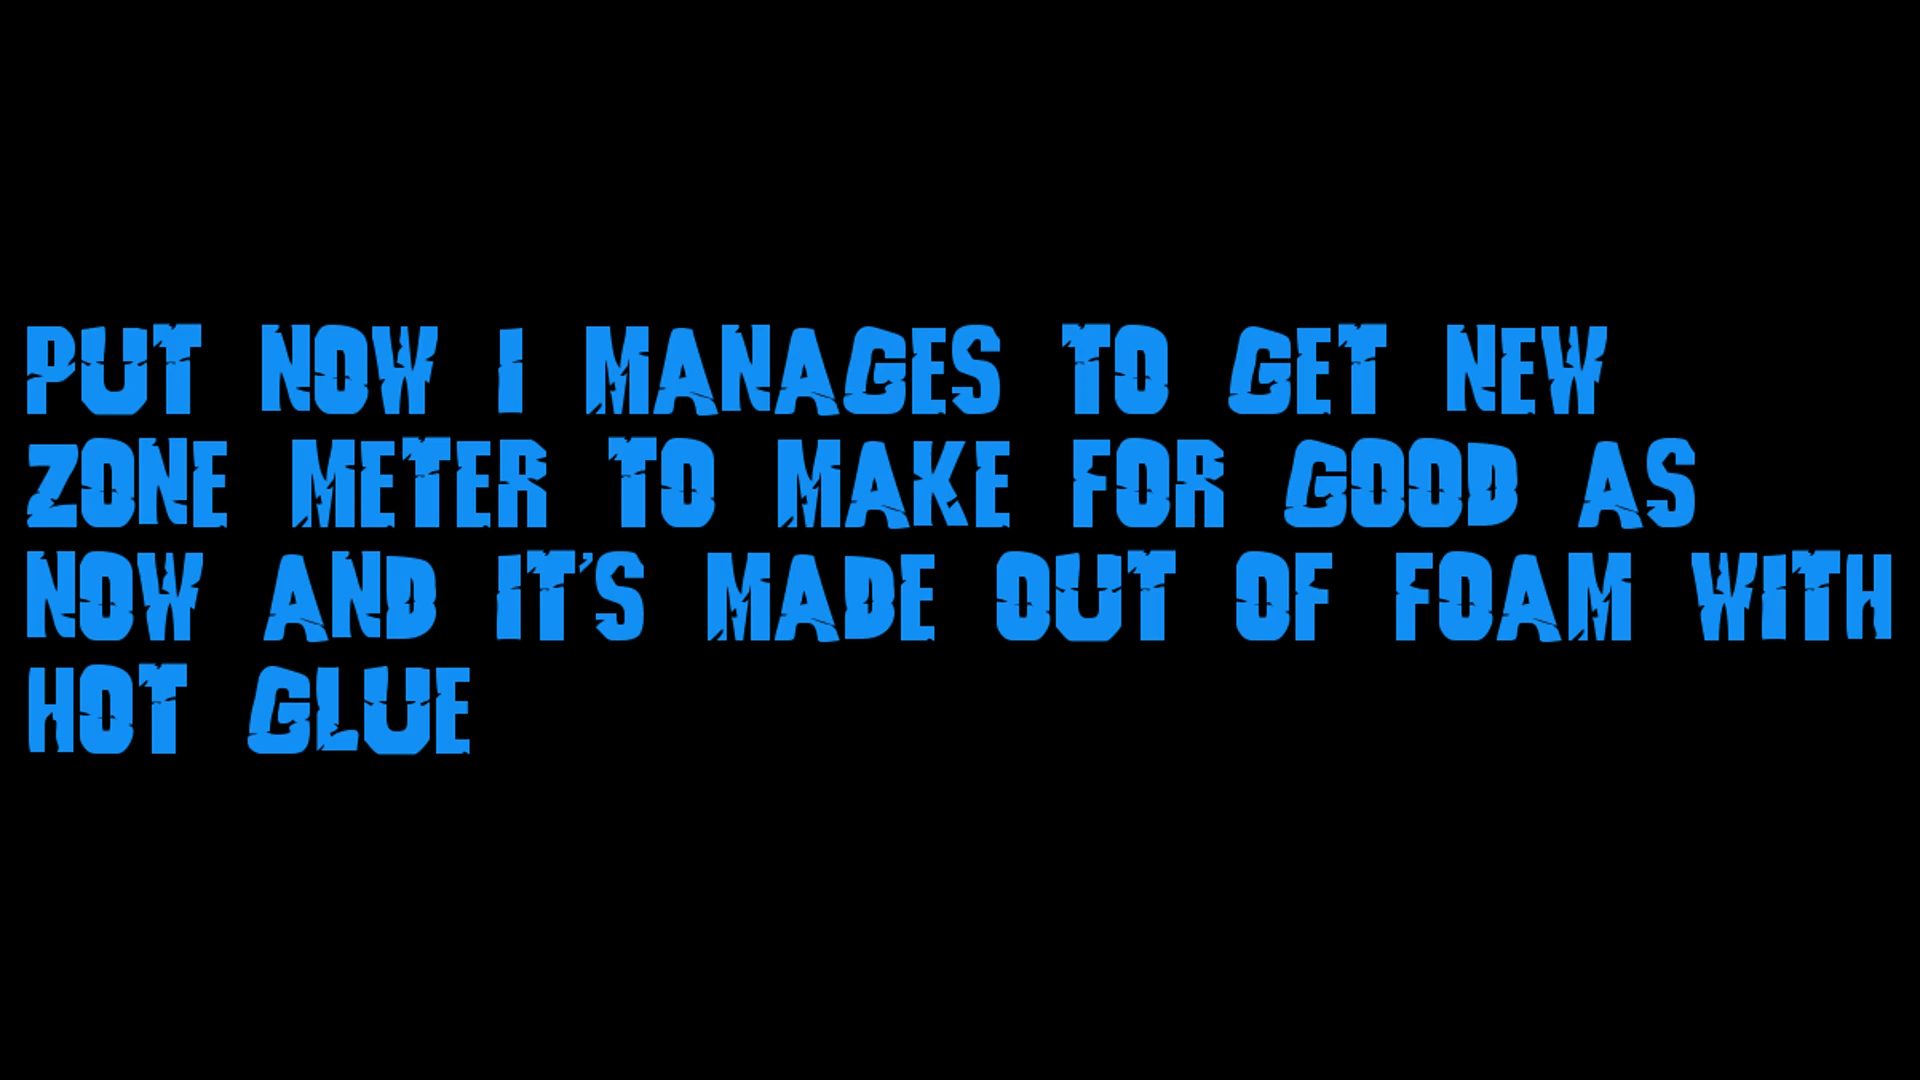 PUT NOW I MANAGES TO GET NEW
ZONE METER TO MAKE FOR GOOD AS
NOW AND IT'S MADE OUT OF FOAM WITH
HOT GLUE